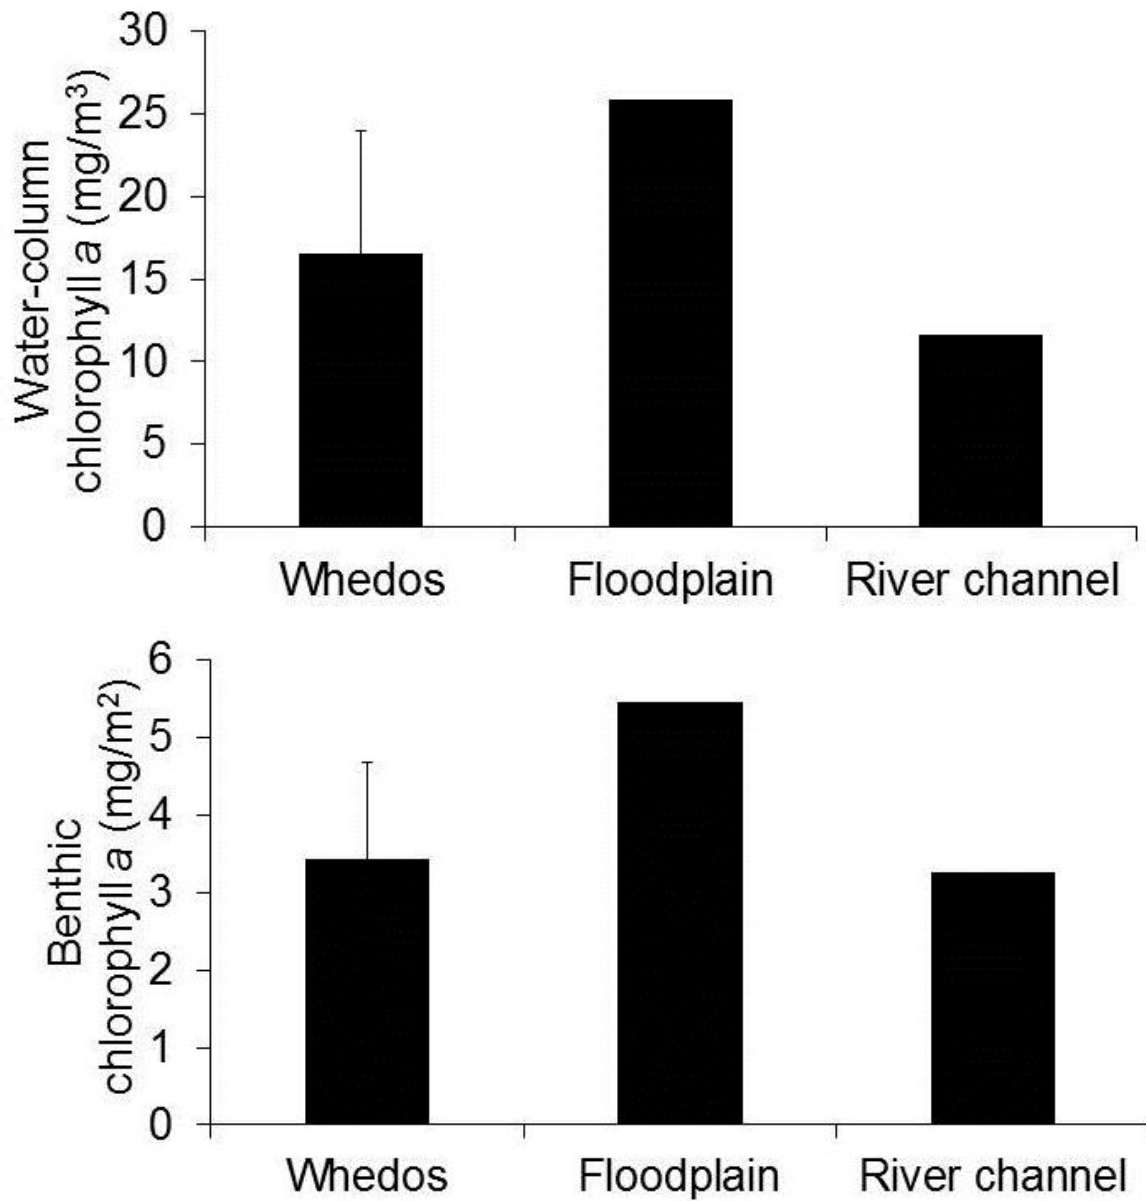 30
25
20
15
10
5
0
Water-column
chlorophyll a (mg/m³)
Whedos Floodplain River channel
6
5
4
3
2
1
0
Benthic
chlorophyll a (mg/m²)
Whedos Floodplain River channel